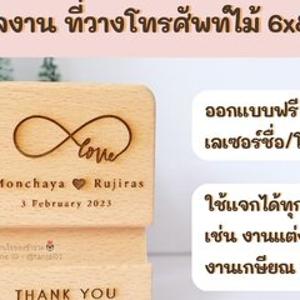 งาน ที่วางโทรศัพท์ไม้ 6x
ออกแบบฟรี
เลเซอร์ชื่อ/
love
Monchaya Rujiras
3 February 2023
ใช้แจกได้ทุก
เช่น งานแต่ง
งานเกษียณ
THANK YOU